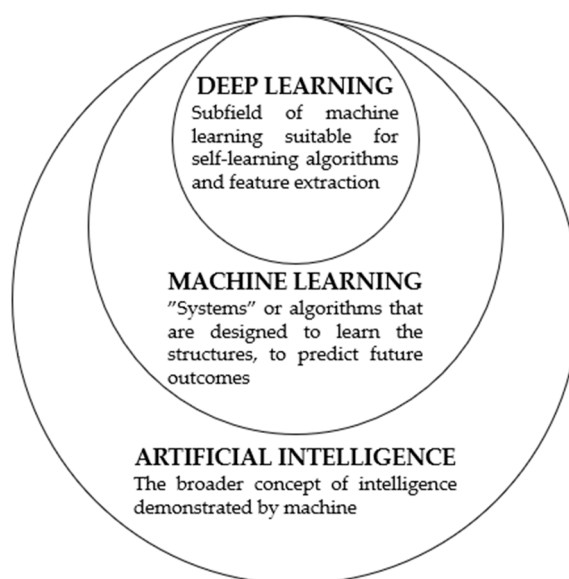 DEEP LEARNING
Subfield of machine
learning suitable for
self-learning algorithms
and feature extraction
MACHINE LEARNING
”Systems” or algorithms that
are designed to learn the
structures, to predict future
outcomes
ARTIFICIAL INTELLIGENCE
The broader concept of intelligence
demonstrated by machine